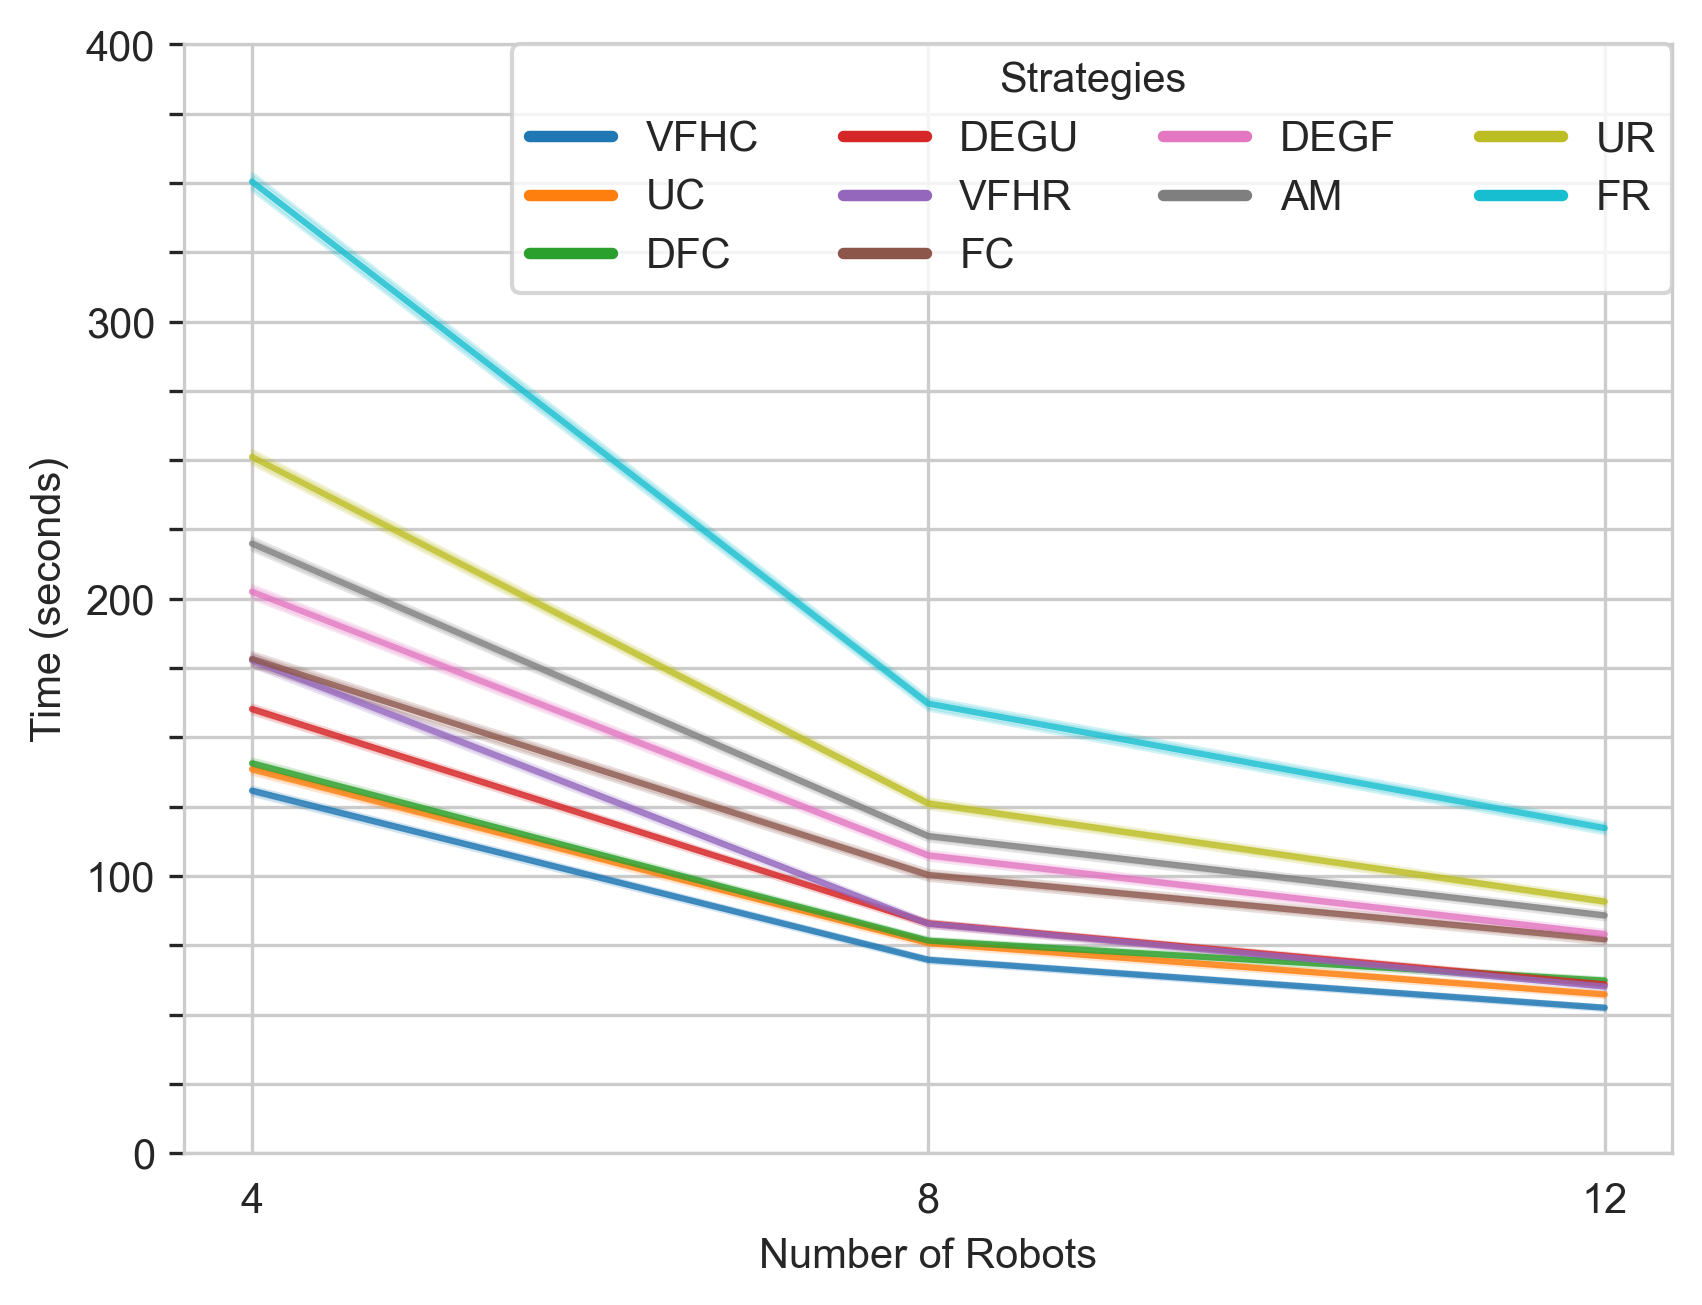 400
300
200
100
0
Time (seconds)
Strategies
VFHC DEGU DEGF UR
UC VFHR AM FR
DFC FC
4 8 12
Number of Robots